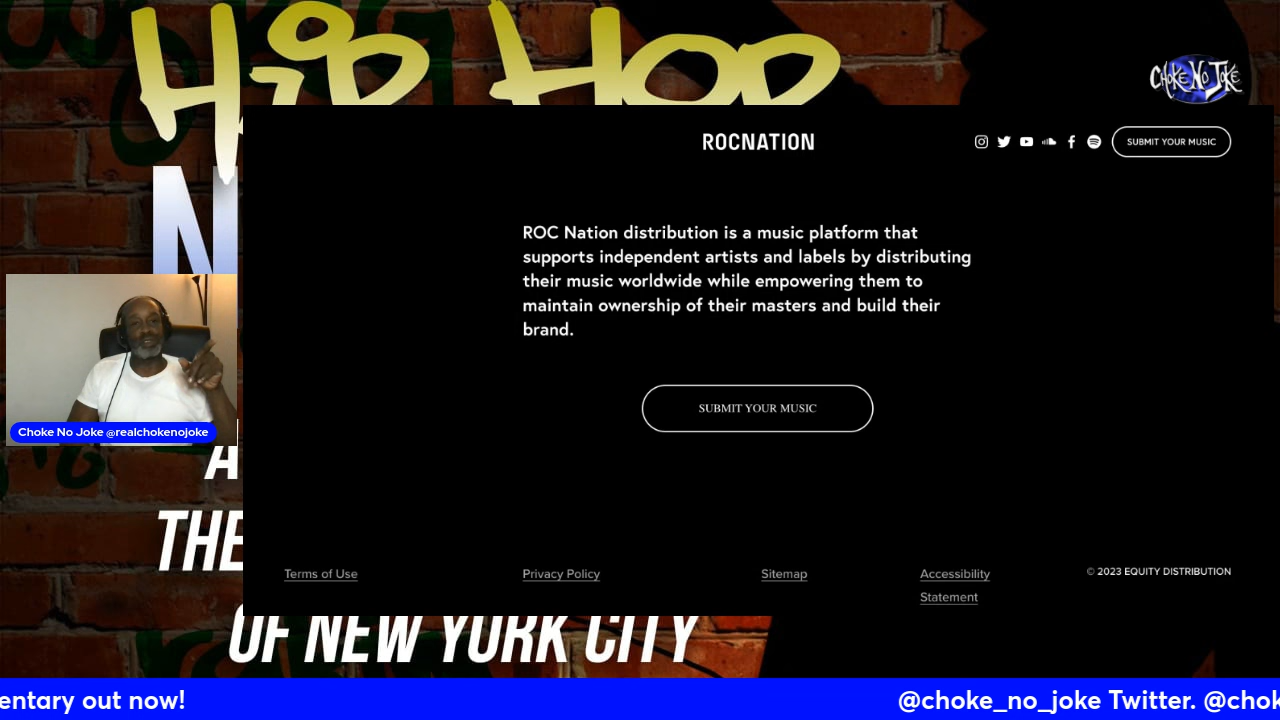 HIP HOP
CHOKE NO JOKE
ROCNATION
SUBMIT YOUR MUSIC
N
ROC Nation distribution is a music platform that
supports independent artists and labels by distributing
their music worldwide while empowering them to
maintain ownership of their masters and build their
brand.
SUBMIT YOUR MUSIC
Choke No Joke @realchokenojoke
A
THE
Terms of Use
Privacy Policy
Sitemap
Accessibility
Statement
© 2023 EQUITY DISTRIBUTION
OF NEW YORK CITY
entary out now!
@choke_no_joke Twitter. @chok